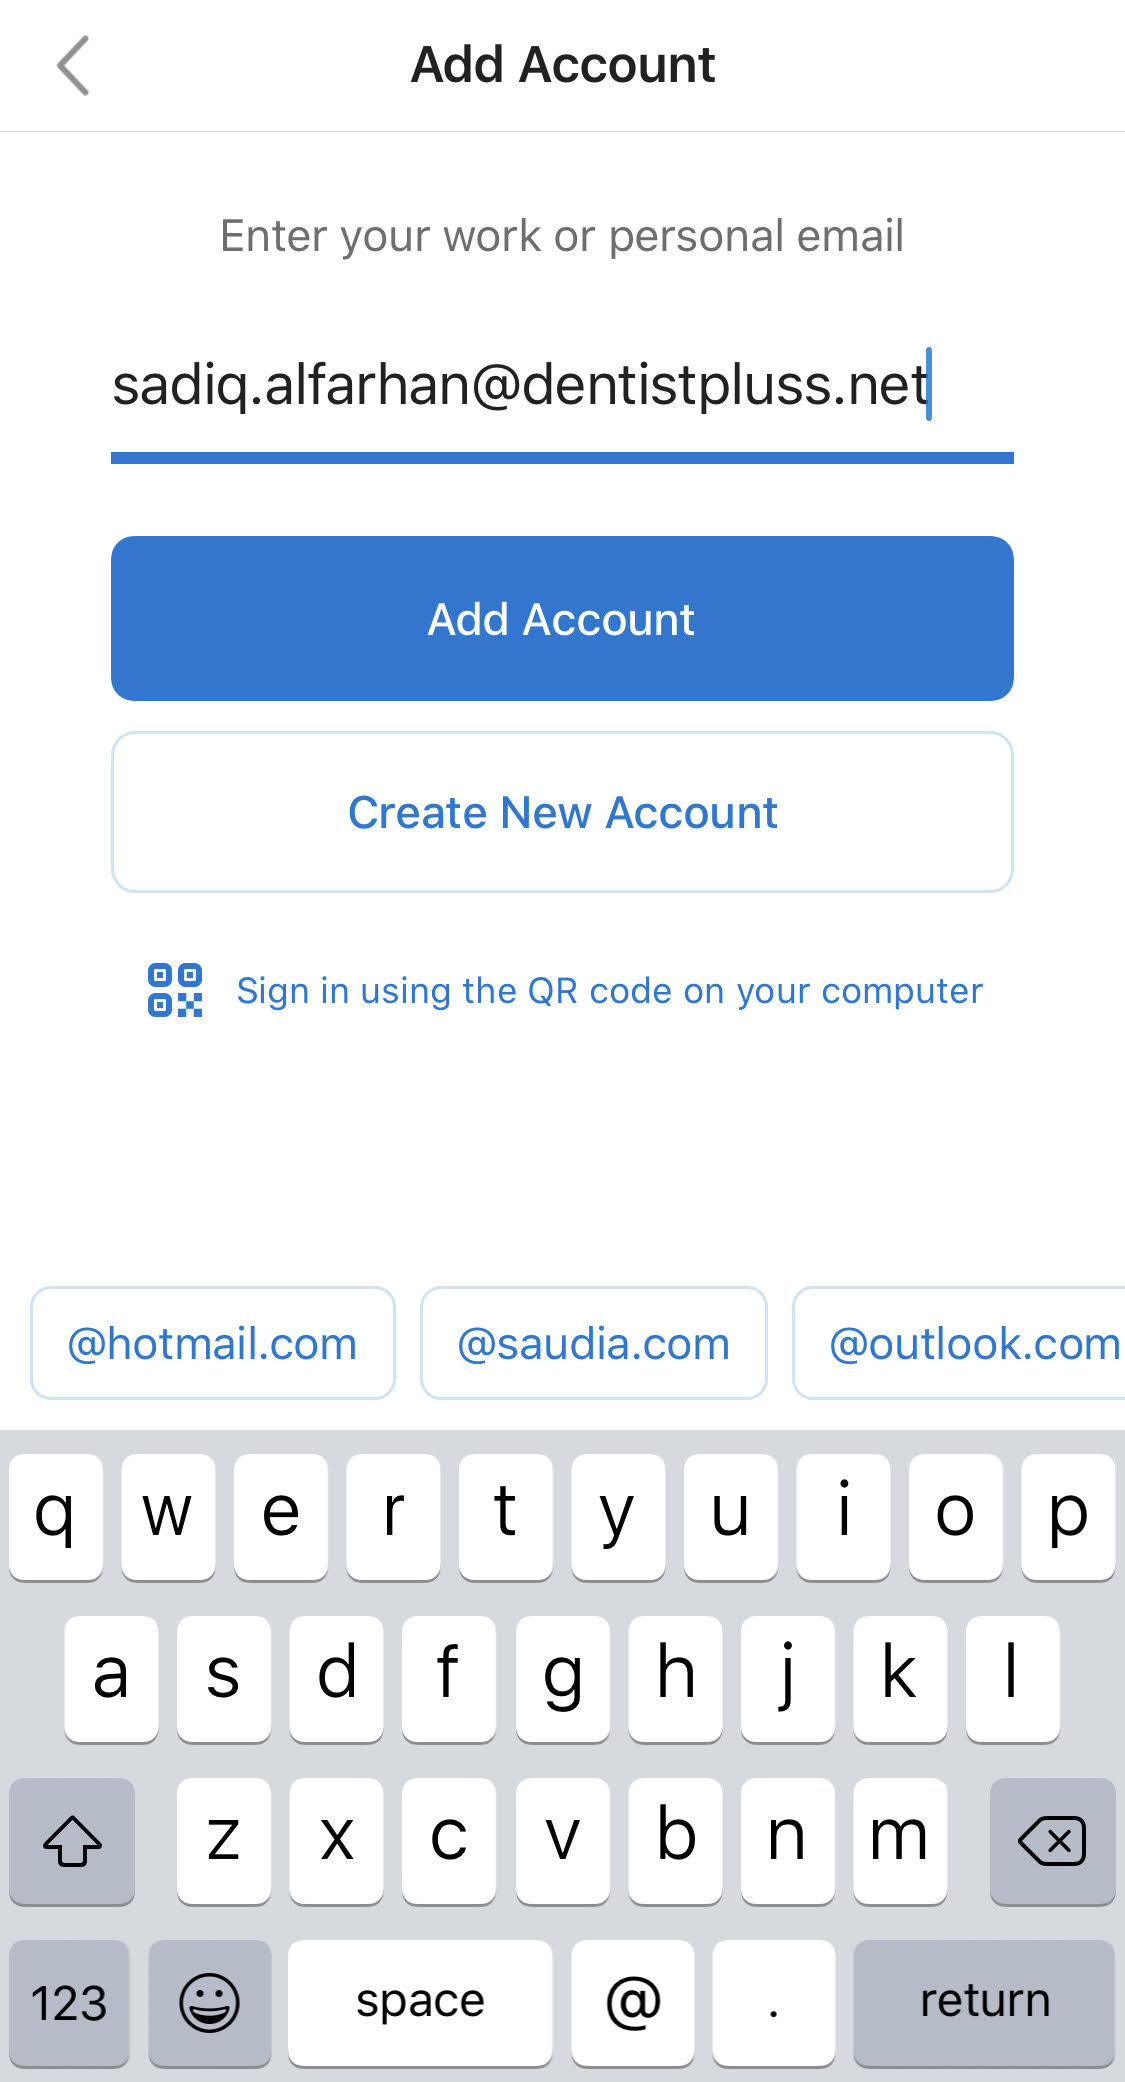 Add Account
Enter your work or personal email
sadiq.alfarhan@dentistpluss.net
Add Account
Create New Account
Sign in using the QR code on your computer
@hotmail.com @saudia.com @outlook.com
q w e r t y u i o p
a s d f g h j k l
z x c v b n m
123 space @ . return